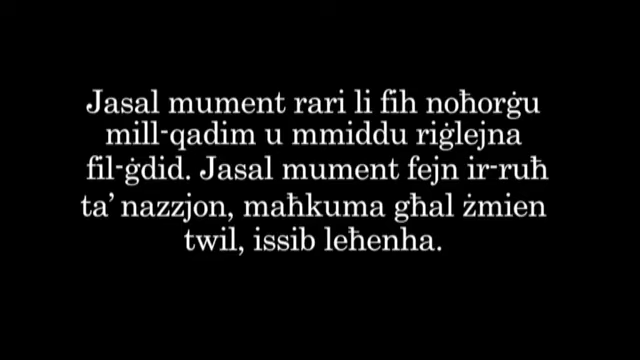 Jasal mument rari li fih noħorġu
mill-qadim u mmiddu riġlejna
fil-ġdid. Jasal mument fejn ir-ruħ
ta’ nazzjon, maħkuma għal żmien
twil, issib leħenha.